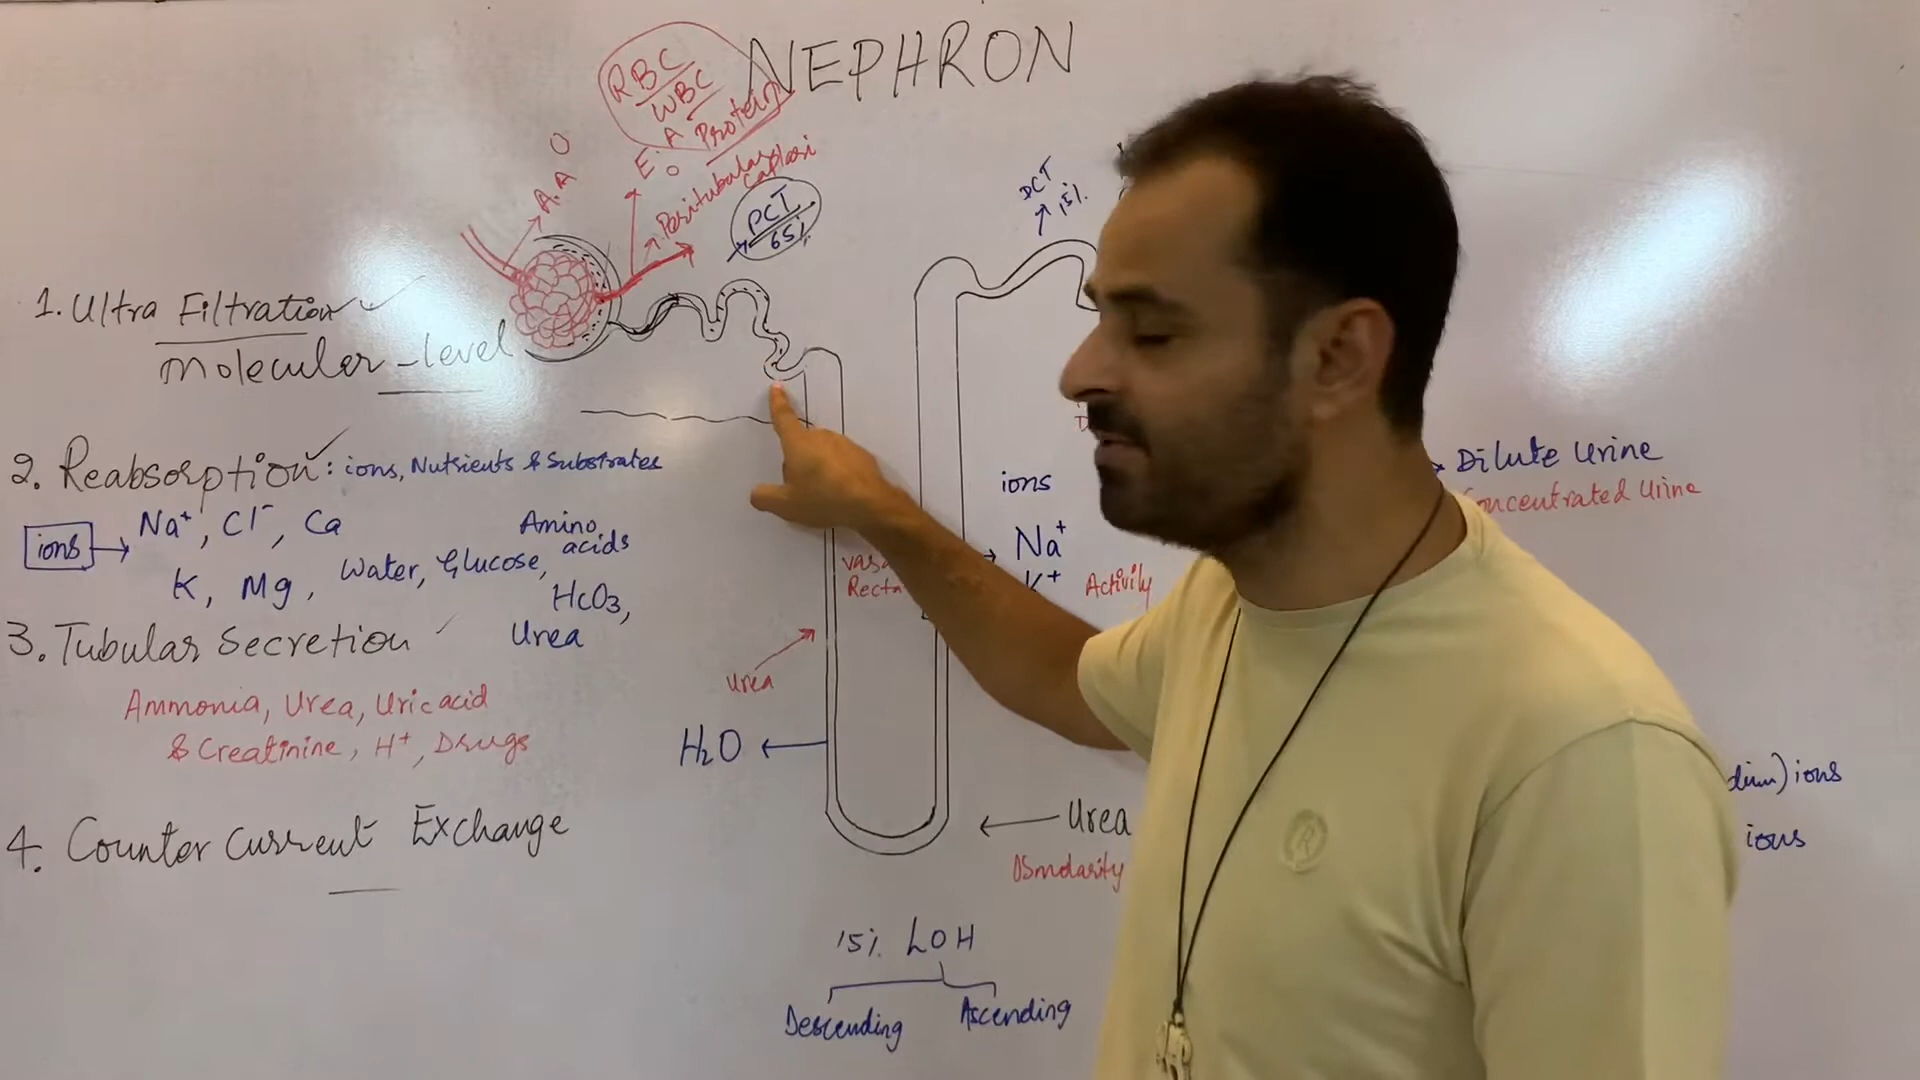 NEPHRON
RBC
WBC
Protein
A.A
E.A
Peritubular
PCT
65%
DCT
15%
1. Ultra Filtration
Molecular-level
2. Reabsorption: ions, Nutrients & Substrates
ions → Na⁺, Cl⁻, Ca
K, Mg, Water, Glucose, Amino acids
HCO3,
Urea
3. Tubular Secretion
Ammonia, Urea, Uric acid
& Creatinine, H⁺, Drugs
4. Counter Current Exchange
Urea
H₂O
Recta
ions
Na⁺
K⁺
Activity
Urea
Osmolarity
15% LOH
Descending
Ascending
Dilute Urine
Concentrated Urine
ions
ions